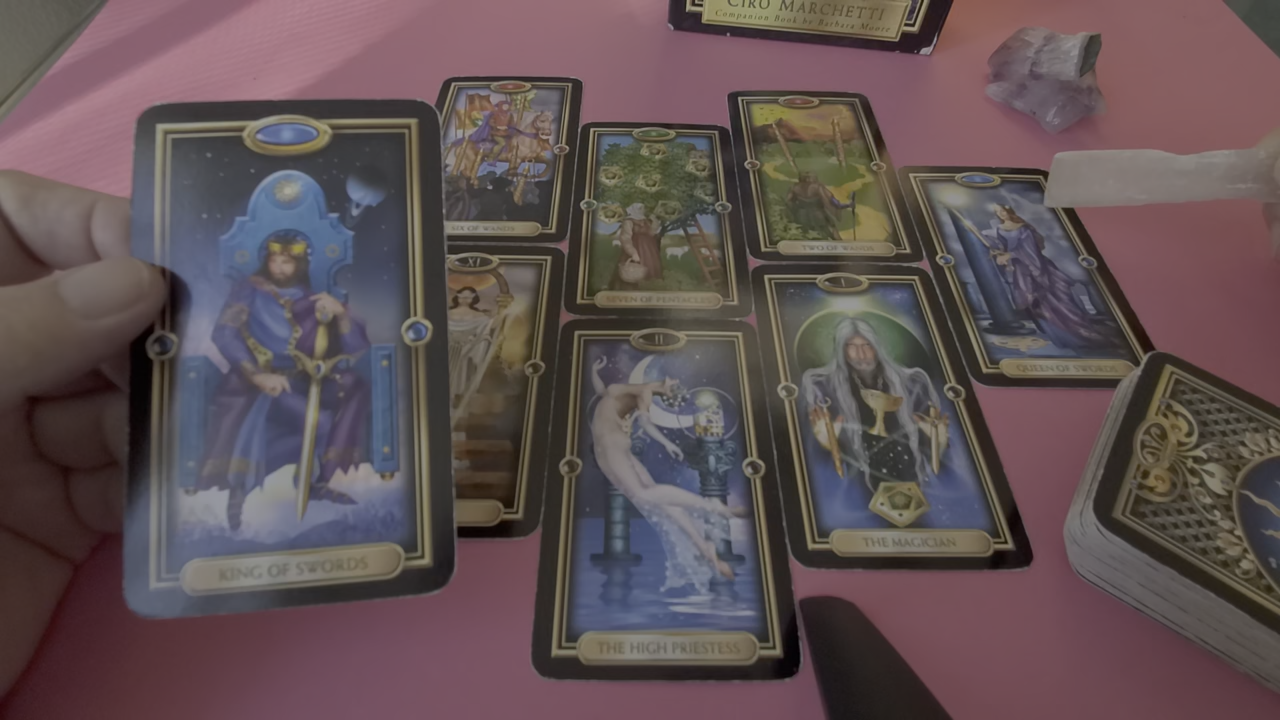 CIRO MARCHETTI
Companion Book by Barbara Moore
SIX OF WANDS
TWO OF WANDS
SEVEN OF PENTACLES
XI
I
QUEEN OF SWORDS
II
THE MAGICIAN
KING OF SWORDS
THE HIGH PRIESTESS